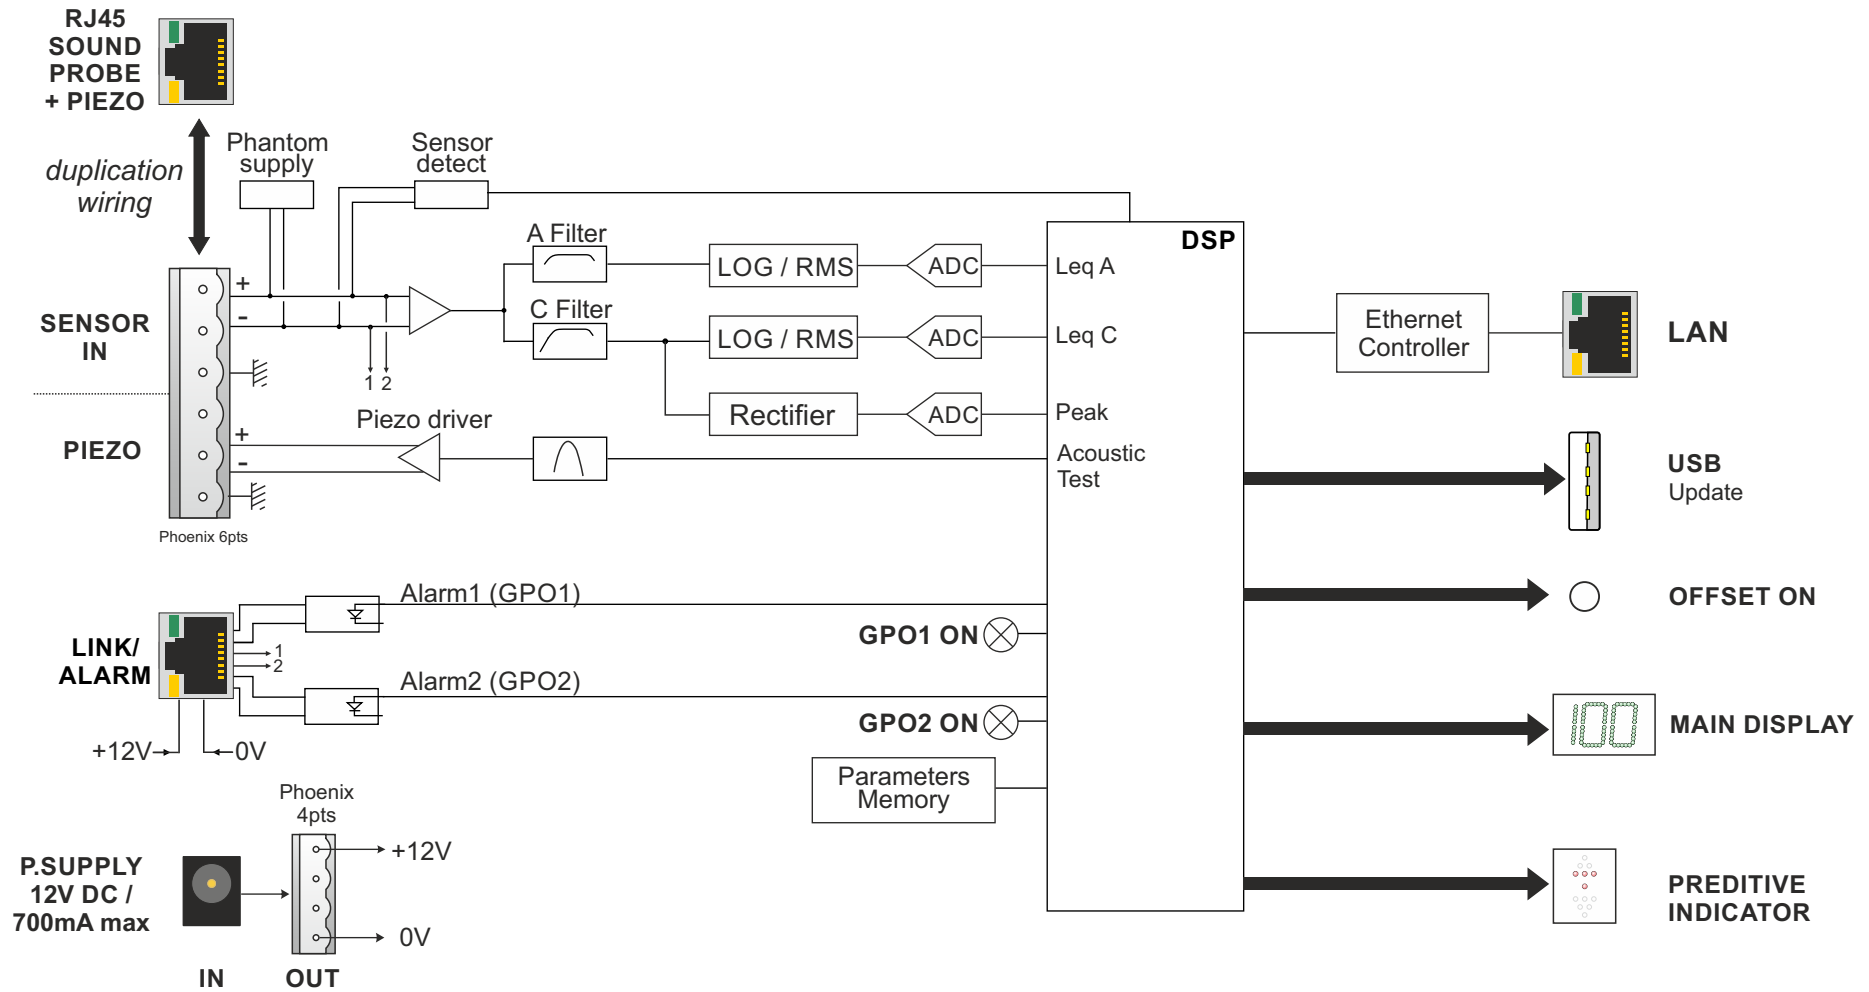 RJ45
SOUND
PROBE
+ PIEZO
duplication
wiring
Phantom
supply
Sensor
detect
A Filter
C Filter
LOG / RMS
ADC
LOG / RMS
ADC
Rectifier
ADC
DSP
Leq A
Leq C
Peak
Acoustic
Test
SENSOR
IN
+
-
1 2
PIEZO
+
-
Piezo driver
Phoenix 6pts
Ethernet
Controller
LAN
USB
Update
OFFSET ON
MAIN DISPLAY
100
PREDITIVE
INDICATOR
LINK/
ALARM
1
2
+12V
0V
Alarm1 (GPO1)
GPO1 ON
Alarm2 (GPO2)
GPO2 ON
Parameters
Memory
Phoenix
4pts
+12V
0V
P.SUPPLY
12V DC /
700mA max
IN
OUT